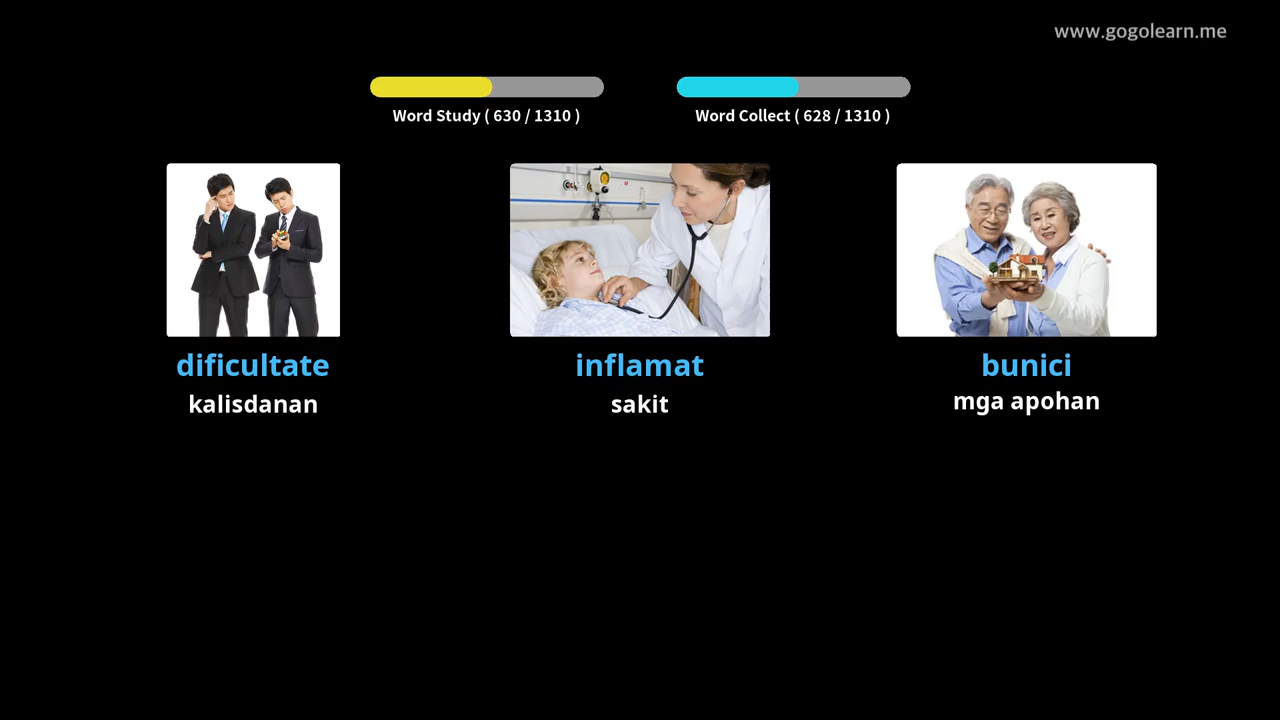 www.gogolearn.me
Word Study ( 630 / 1310 )
Word Collect ( 628 / 1310 )
dificultate
kalisdanan
inflamat
sakit
bunici
mga apohan